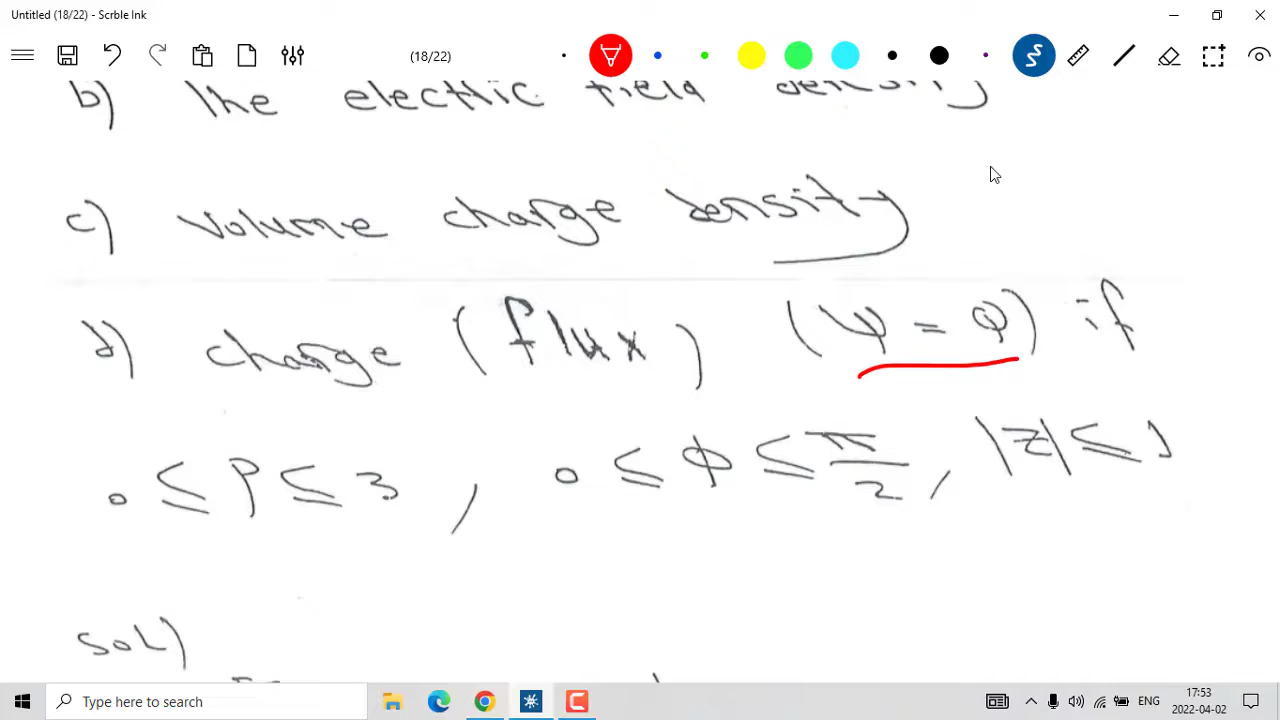 Untitled (18/22) - Scrble Ink
(18/22)
b) The electric field density
c) Volume charge density
d) charge (flux) (Ψ = Q) if
0 ≤ ρ ≤ 3, 0 ≤ ϕ ≤ π/2, |z| ≤ 1
sol)
Type here to search
ENG
17:53
2022-04-02